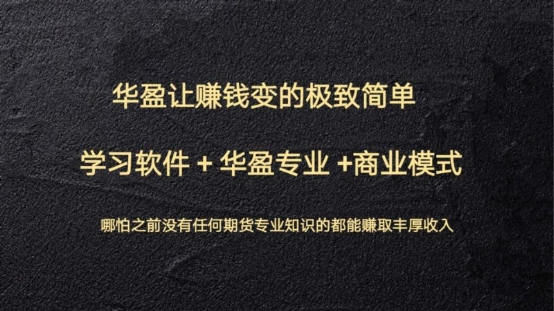 华盈让赚钱变的极致简单
学习软件 + 华盈专业 +商业模式
哪怕之前没有任何期货专业知识的都能赚取丰厚收入